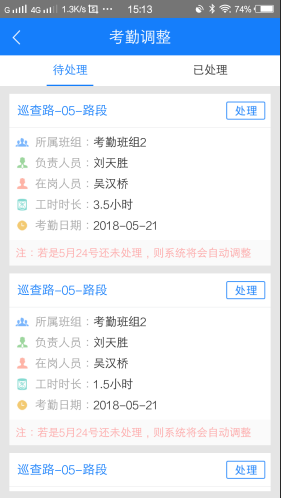 G 4G 1.3K/s 15:13 74%
考勤调整
待处理 已处理
巡查路-05-路段 处理
所属班组：考勤班组2
负责人员：刘天胜
在岗人员：吴汉桥
工时时长：3.5小时
考勤日期：2018-05-21
注：若是5月24号还未处理，则系统将会自动调整
巡查路-05-路段 处理
所属班组：考勤班组2
负责人员：刘天胜
在岗人员：吴汉桥
工时时长：1.5小时
考勤日期：2018-05-21
注：若是5月24号还未处理，则系统将会自动调整
巡查路-05-路段 处理